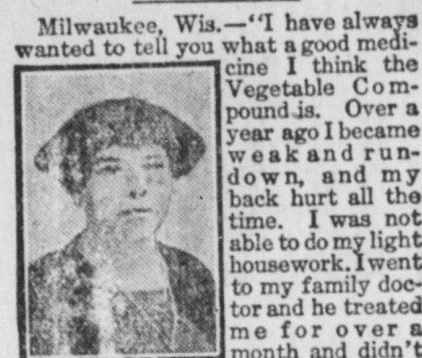 Milwaukee, Wis.—"I have always
wanted to tell you what a good medi-
cine I think the
Vegetable Com-
pound is. Over a
year ago I became
weak and run-
down, and my
back hurt all the
time. I was not
able to do my light
housework. I went
to my family doc-
tor and he treated
me for over a
month and didn't